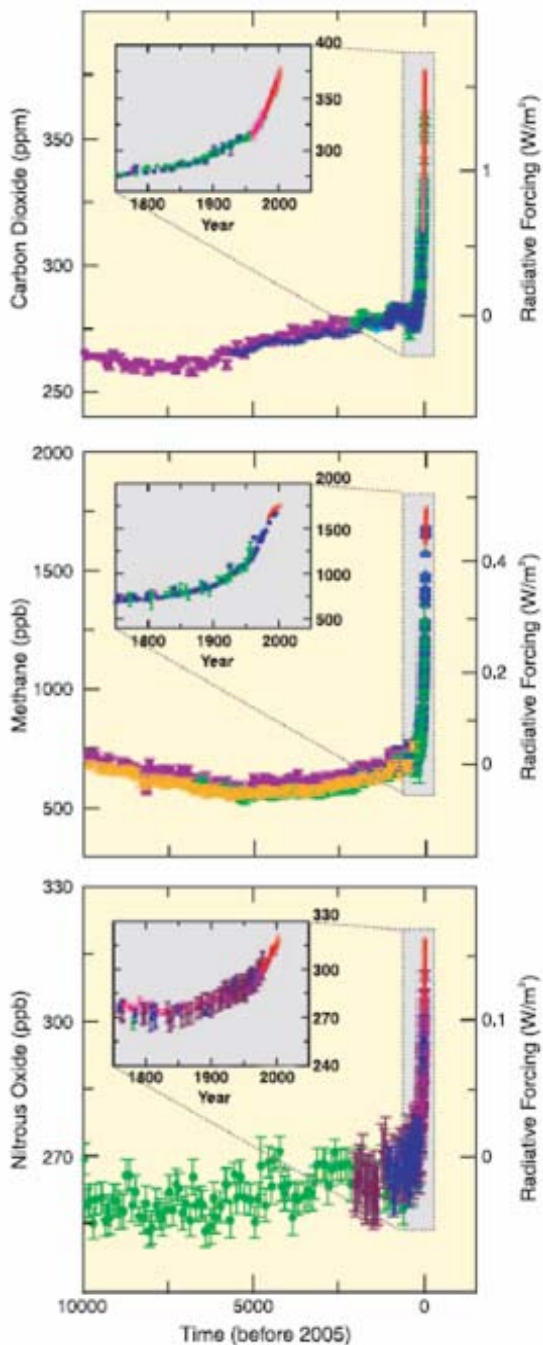 400
350
300
1800 1900 2000
Year
Carbon Dioxide (ppm)
350
300
250
Radiative Forcing (W/m²)
1
0
2000
1500
1000
500
1800 1900 2000
Year
Methane (ppb)
2000
1500
1000
500
Radiative Forcing (W/m²)
0.4
0.2
0
330
300
270
240
1800 1900 2000
Year
Nitrous Oxide (ppb)
330
300
270
Radiative Forcing (W/m²)
0.1
0
10000 5000 0
Time (before 2005)